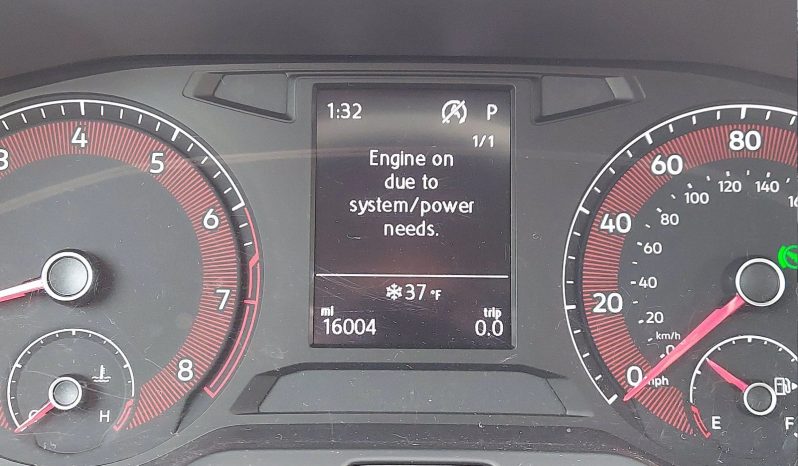 1:32 P
1/1
Engine on
due to
system/power
needs.
37 °F
mi trip
16004 0.0
3 4 5 6 7 8
H
0 20 40 60 80
mph
0 20 40 60 80 100 120 140
km/h
E F